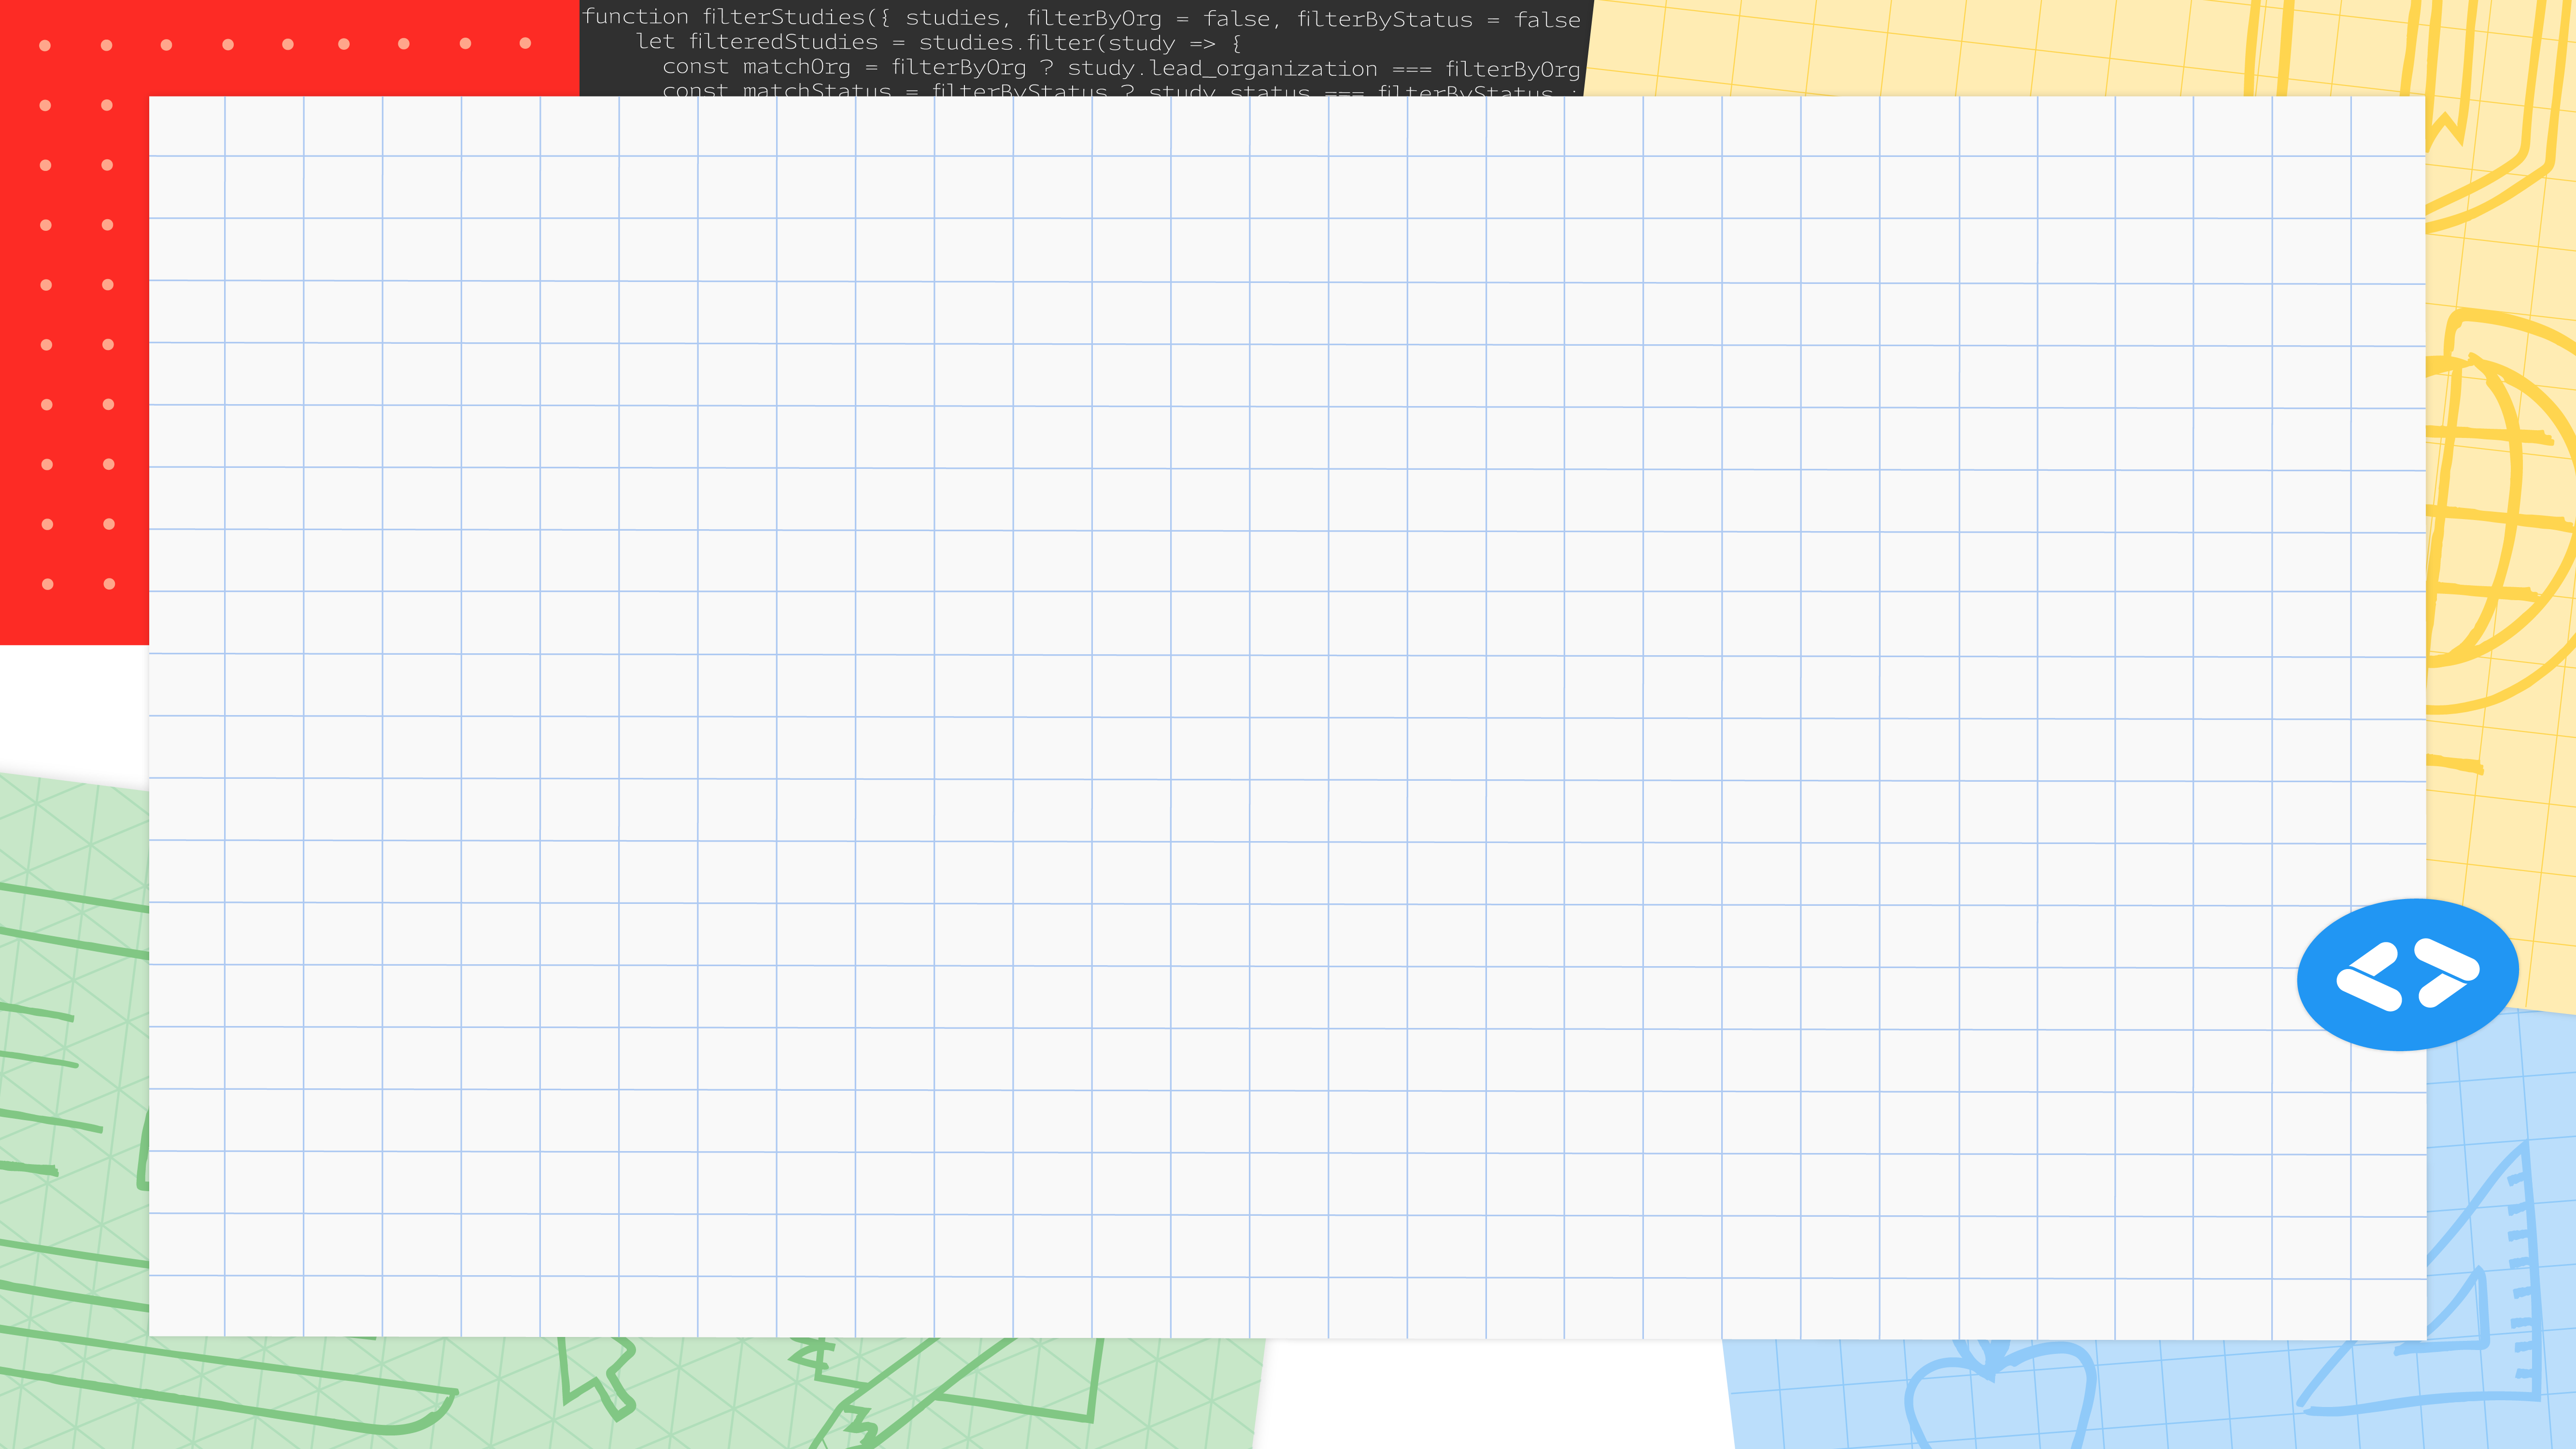 function filterStudies({ studies, filterByOrg = false, filterByStatus = false
let filteredStudies = studies.filter(study => {
const matchOrg = filterByOrg ? study.lead_organization === filterByOrg
const matchStatus = filterByStatus ? study.status === filterByStatus :